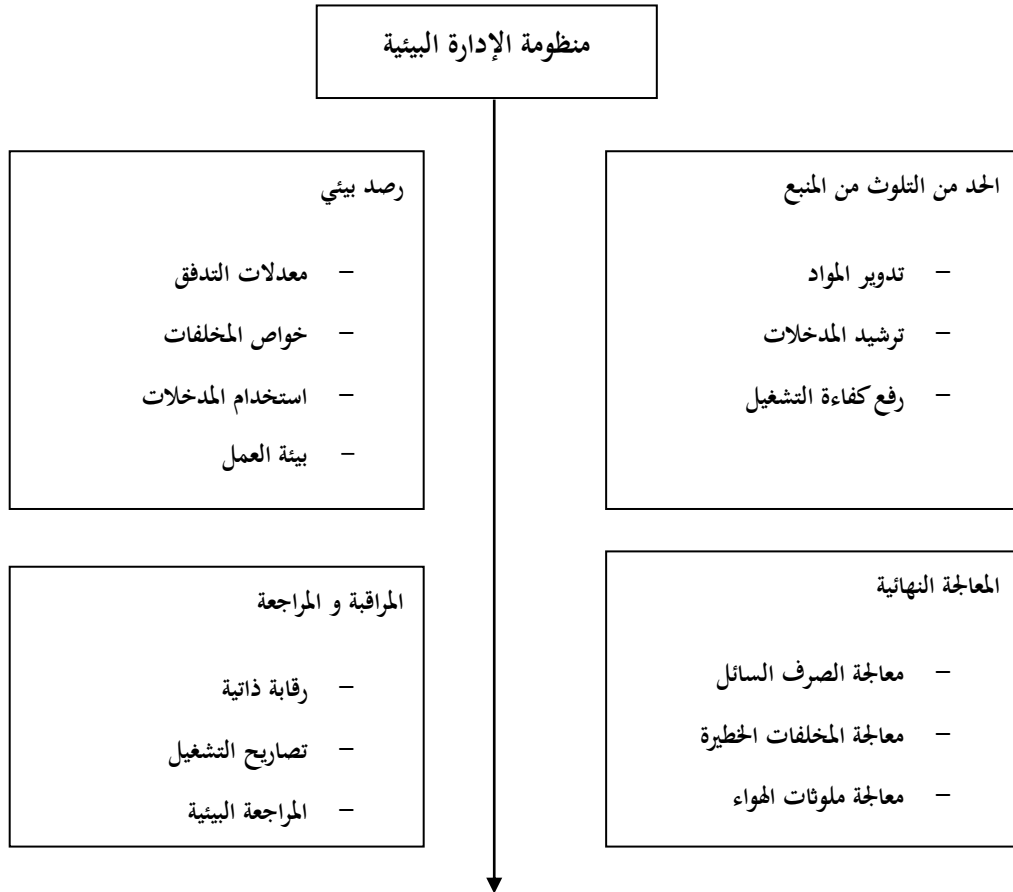 منظومة الإدارة البيئية
الحد من التلوث من المنبع
– تدوير المواد
– ترشيد المدخلات
– رفع كفاءة التشغيل
رصد بيئي
– معدلات التدفق
– خواص المخلفات
– استخدام المدخلات
– بيئة العمل
المعالجة النهائية
– معالجة الصرف السائل
– معالجة المخلفات الخطيرة
– معالجة ملوثات الهواء
المراقبة و المراجعة
– رقابة ذاتية
– تصاريح التشغيل
– المراجعة البيئية